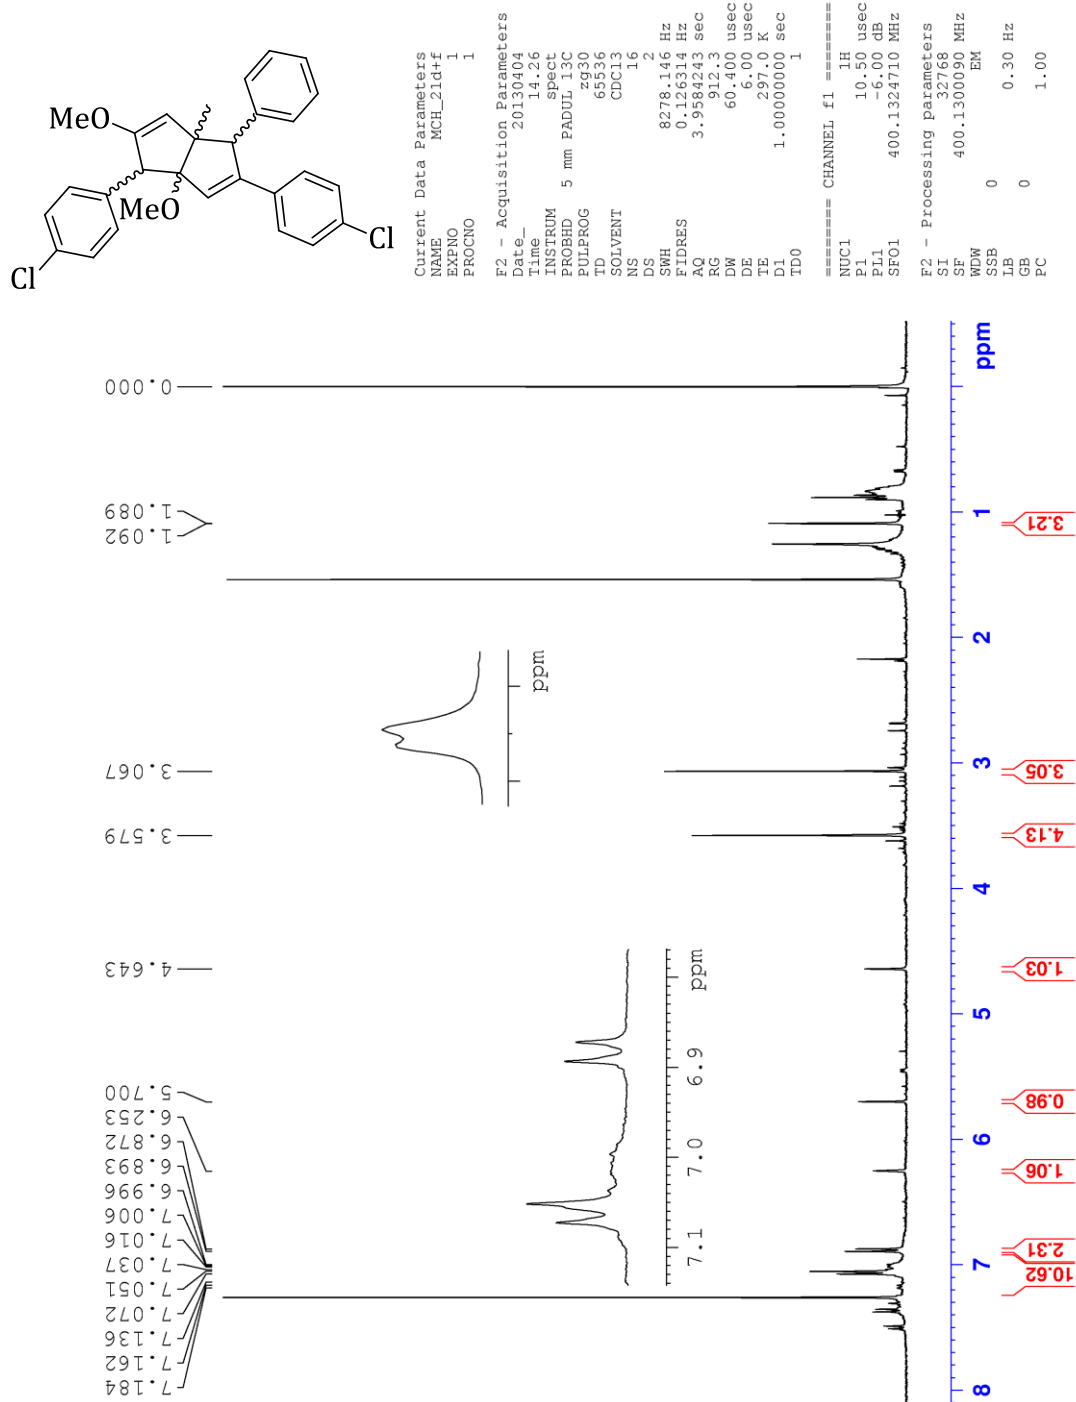 MeO
MeO
Cl
Cl
Current Data Parameters
NAME MCH_21d+f
EXPNO 1
PROCNO 1
F2 - Acquisition Parameters
Date_ 20130404
Time 14.26
INSTRUM spect
PROBHD 5 mm PADUL 13C
PULPROG zg30
TD 65536
SOLVENT CDCl3
NS 16
DS 2
SWH 8278.146 Hz
FIDRES 0.126314 Hz
AQ 3.9584243 sec
RG 912.3
DW 60.400 usec
DE 6.00 usec
TE 297.0 K
D1 1.00000000 sec
TD0 1
======== CHANNEL f1 ========
NUC1 1H
P1 10.50 usec
PL1 -6.00 dB
SFO1 400.1324710 MHz
F2 - Processing parameters
SI 32768
SF 400.1300090 MHz
WDW EM
SSB 0
LB 0.30 Hz
GB 0
PC 1.00
7.184
7.162
7.136
7.072
7.051
7.037
7.016
7.006
6.996
6.893
6.872
6.253
5.700
4.643
3.579
3.067
1.092
1.089
0.000
ppm
7.1 7.0 6.9 ppm
8 7 6 5 4 3 2 1 ppm
10.62
2.31
1.06
0.98
1.03
4.13
3.05
3.21